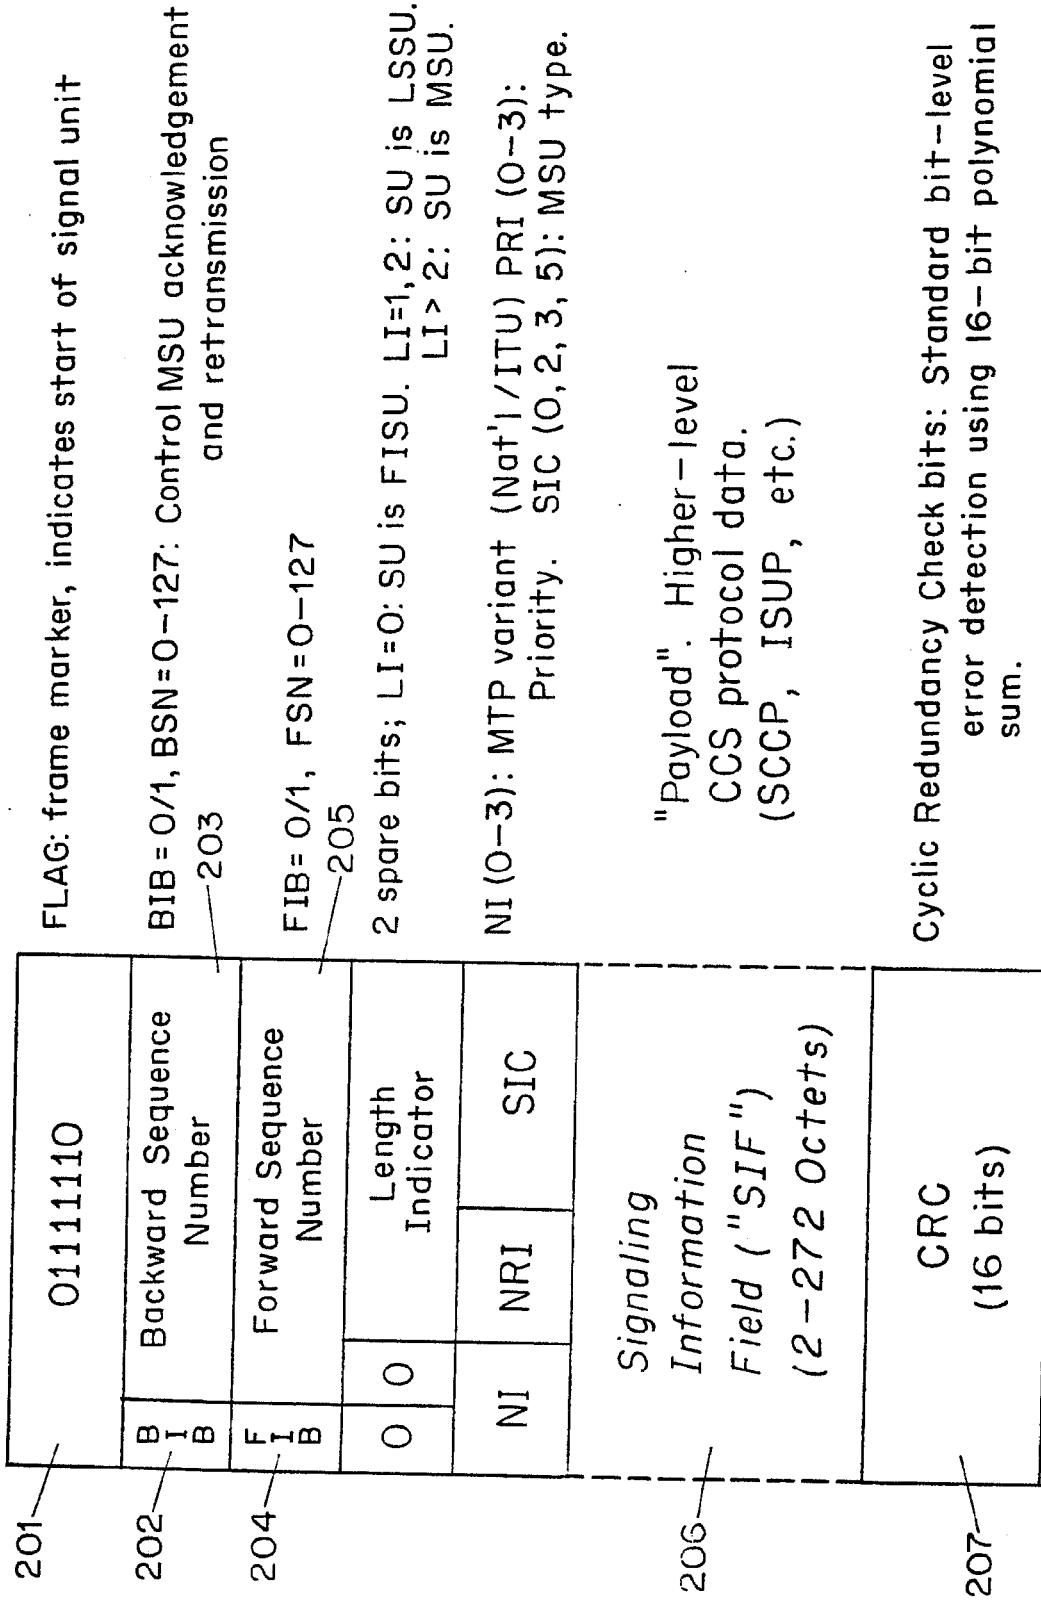 201
01111110
FLAG: frame marker, indicates start of signal unit
202
B
I
B
Backward Sequence
Number
203
BIB = 0/1, BSN = 0-127: Control MSU acknowledgement
and retransmission
204
F
I
B
Forward Sequence
Number
205
FIB = 0/1, FSN = 0-127
0 0
Length
Indicator
2 spare bits; LI=0: SU is FISU. LI=1,2: SU is LSSU.
LI > 2: SU is MSU.
NI
NRI
SIC
NI (0-3): MTP variant (Nat'l/ITU) PRI (0-3):
Priority. SIC (0, 2, 3, 5): MSU type.
206
Signaling
Information
Field ("SIF")
(2-272 Octets)
"Payload". Higher-level
CCS protocol data.
(SCCP, ISUP, etc.)
207
CRC
(16 bits)
Cyclic Redundancy Check bits: Standard bit-level
error detection using 16-bit polynomial
sum.